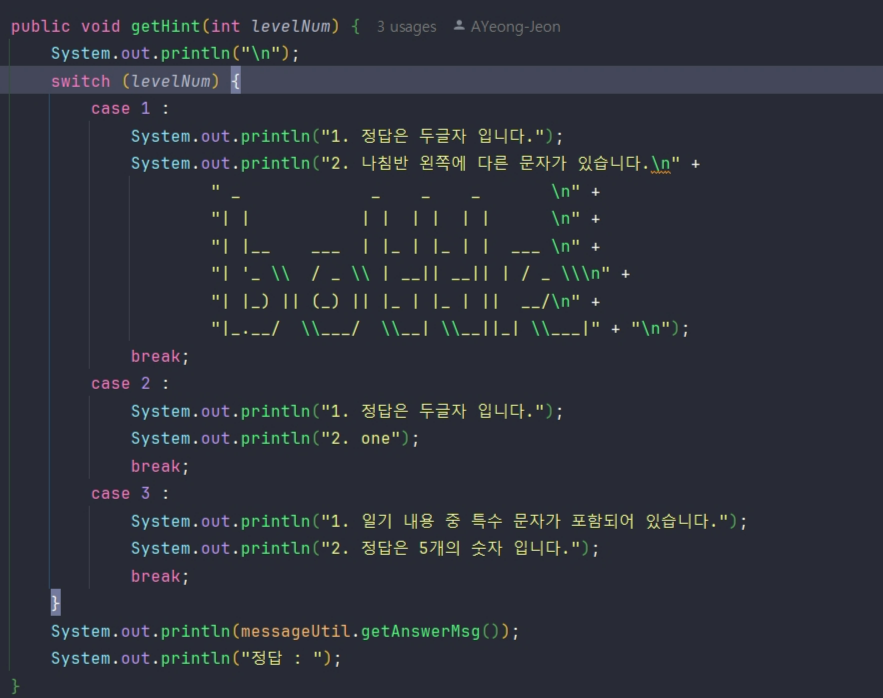 public void getHint(int levelNum) {  3 usages  AYeong-Jeon
    System.out.println("\n");
    switch (levelNum) {
        case 1 :
            System.out.println("1. 정답은 두글자 입니다.");
            System.out.println("2. 나침반 왼쪽에 다른 문자가 있습니다.\n" +
                    " _             _    _    _       \n" +
                    "| |           | |  | |  | |      \n" +
                    "| |__    ___  | |_ | |_ | |  ___ \n" +
                    "| '_ \\  / _ \\ | __|| __|| | / _ \\\n" +
                    "| |_) || (_) || |_ | |_ | ||  __/\n" +
                    "|_.__/  \\___/  \\__| \\__||_| \\___|" + "\n");
            break;
        case 2 :
            System.out.println("1. 정답은 두글자 입니다.");
            System.out.println("2. one");
            break;
        case 3 :
            System.out.println("1. 일기 내용 중 특수 문자가 포함되어 있습니다.");
            System.out.println("2. 정답은 5개의 숫자 입니다.");
            break;
    }
    System.out.println(messageUtil.getAnswerMsg());
    System.out.println("정답 : ");
}